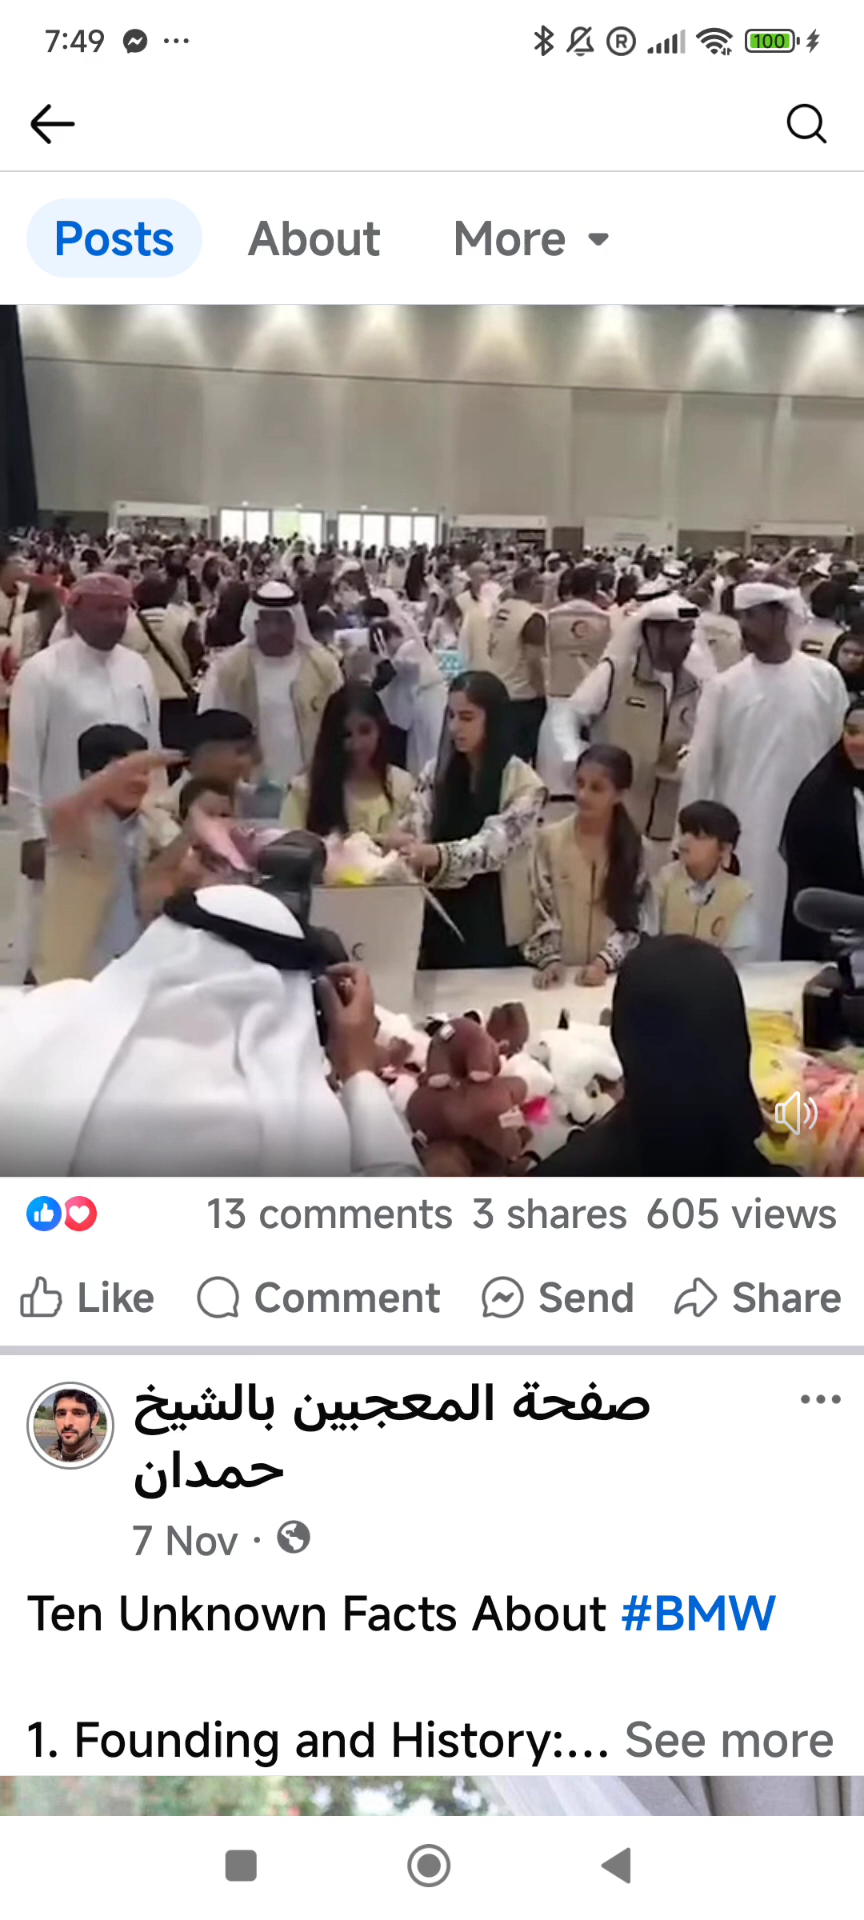 7:49
R
100
Posts About More
13 comments 3 shares 605 views
Like Comment Send Share
صفحة المعجبين بالشيخ
حمدان
7 Nov ·
Ten Unknown Facts About #BMW
1. Founding and History:... See more